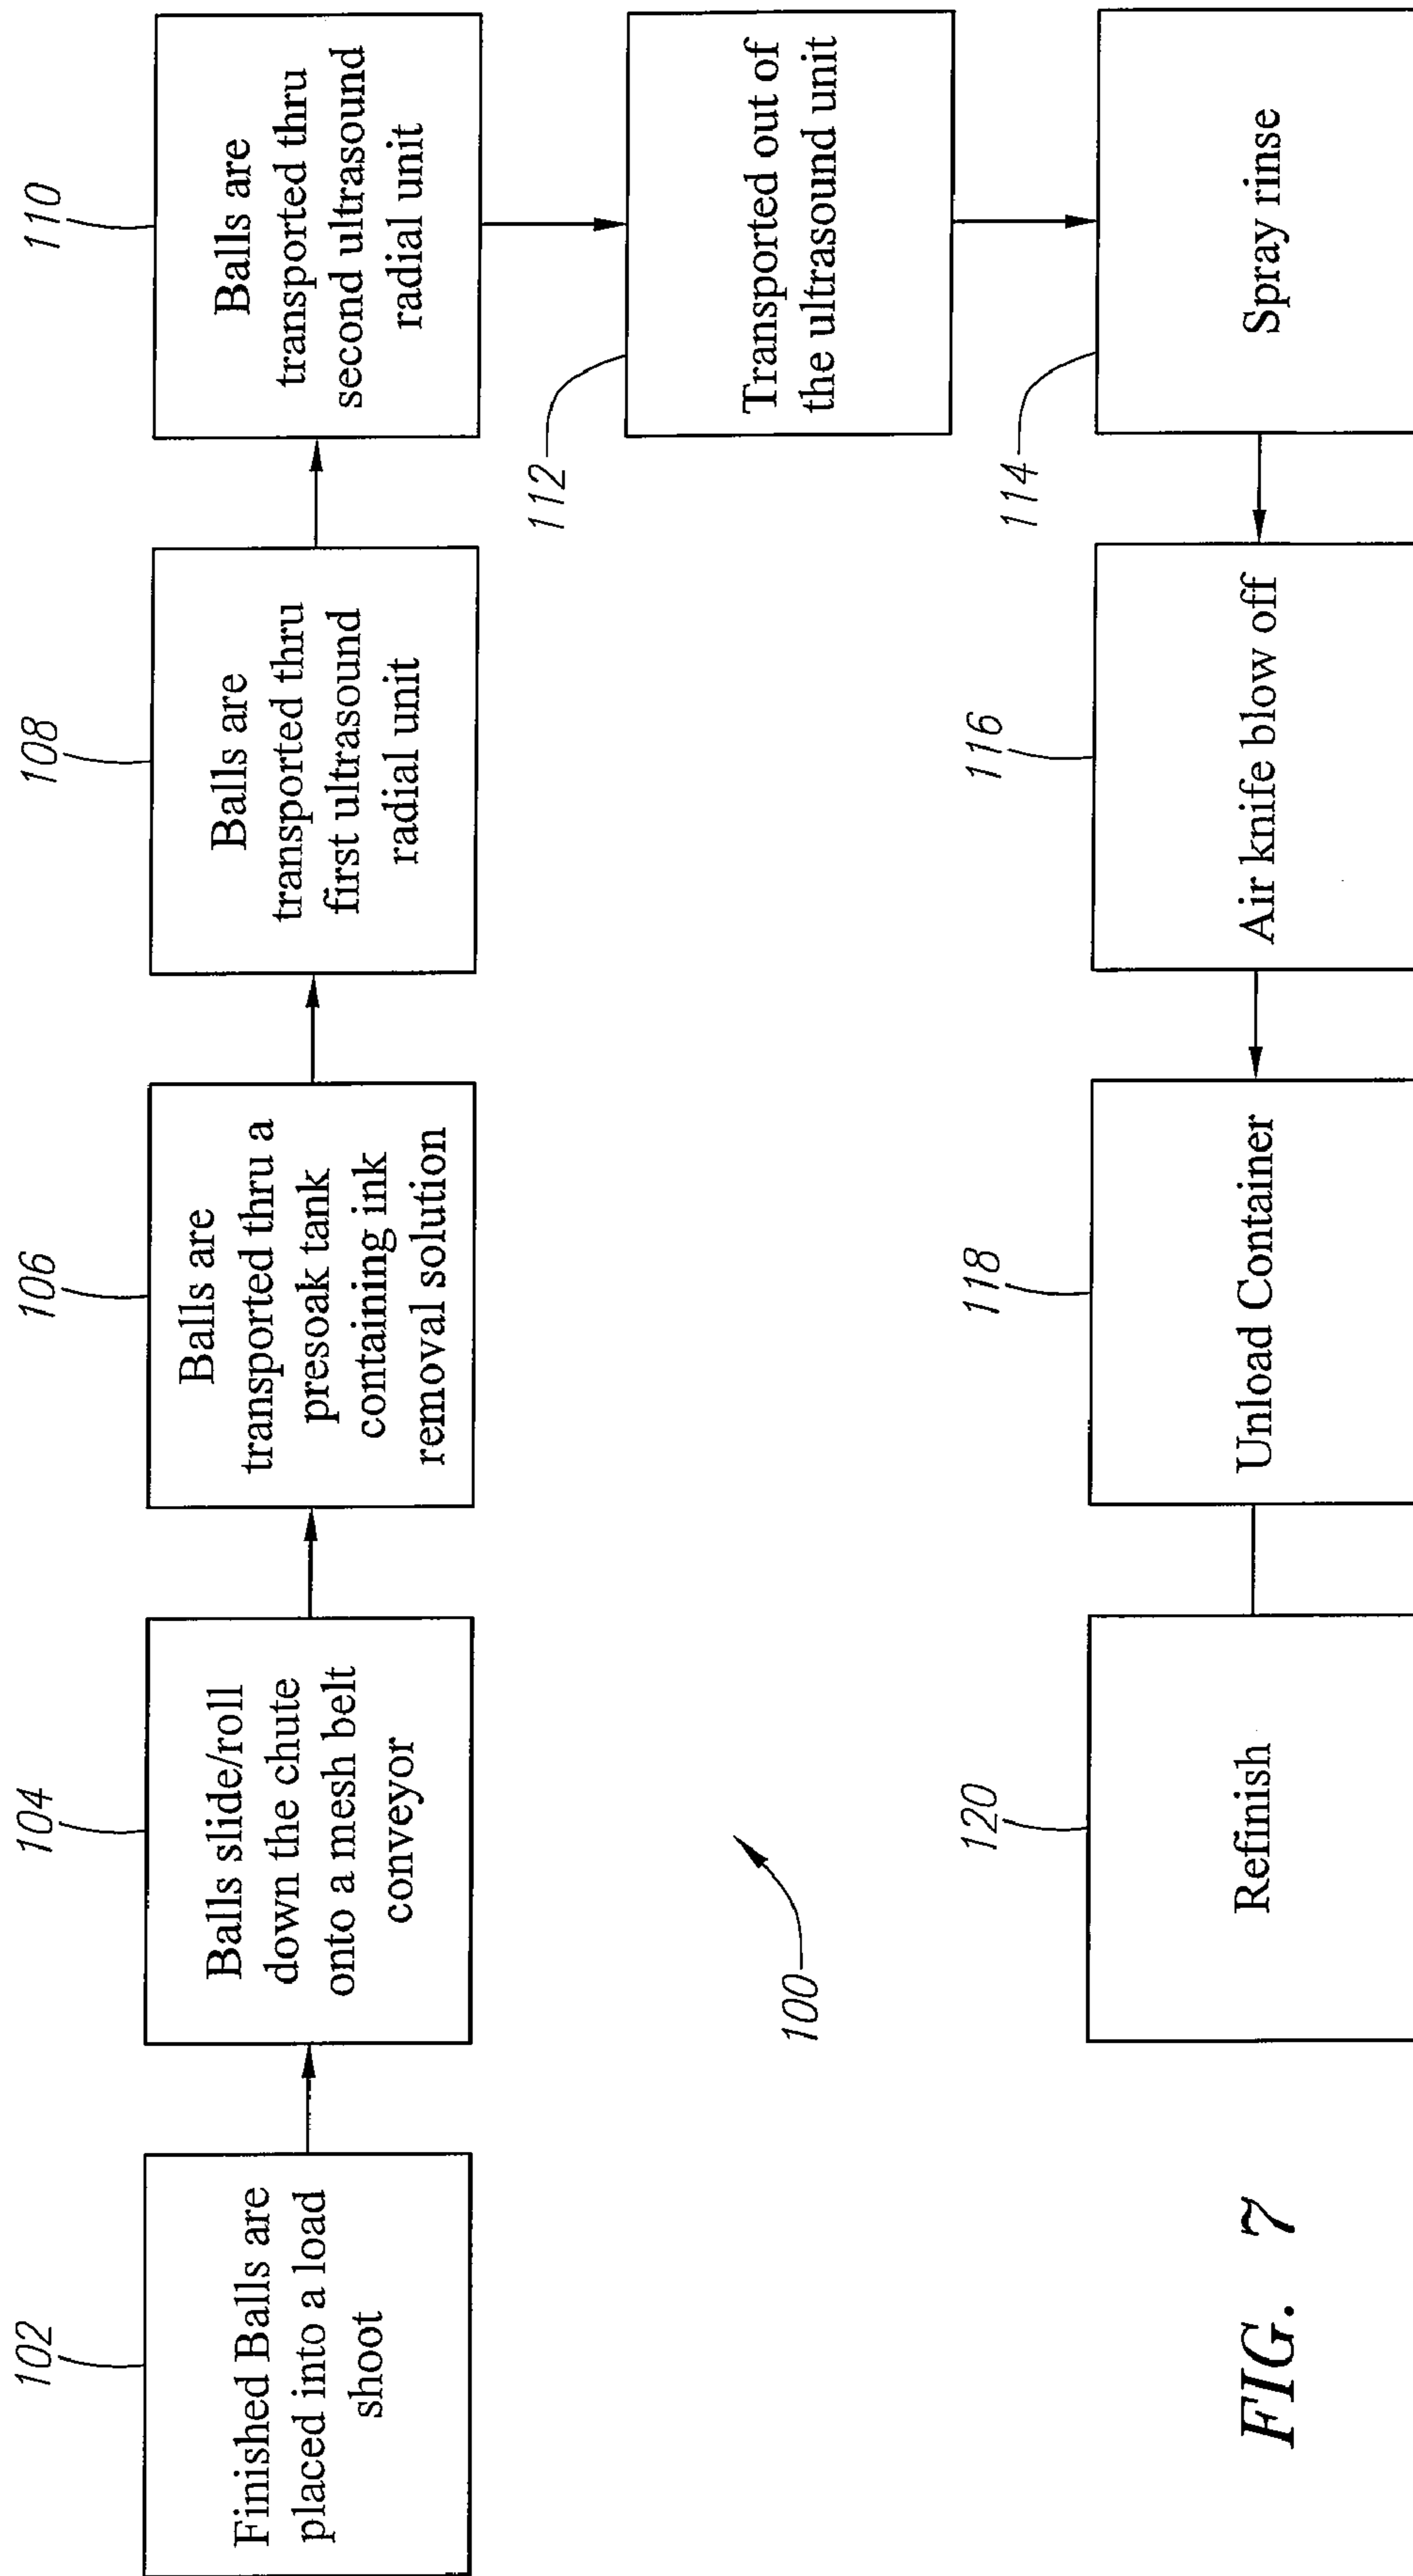 102
Finished Balls are
placed into a load
shoot
104
Balls slide/roll
down the chute
onto a mesh belt
conveyor
106
Balls are
transported thru a
presoak tank
containing ink
removal solution
108
Balls are
transported thru
first ultrasound
radial unit
110
Balls are
transported thru
second ultrasound
radial unit
112
Transported out of
the ultrasound unit
114
Spray rinse
116
Air knife blow off
118
Unload Container
120
Refinish
100
FIG. 7